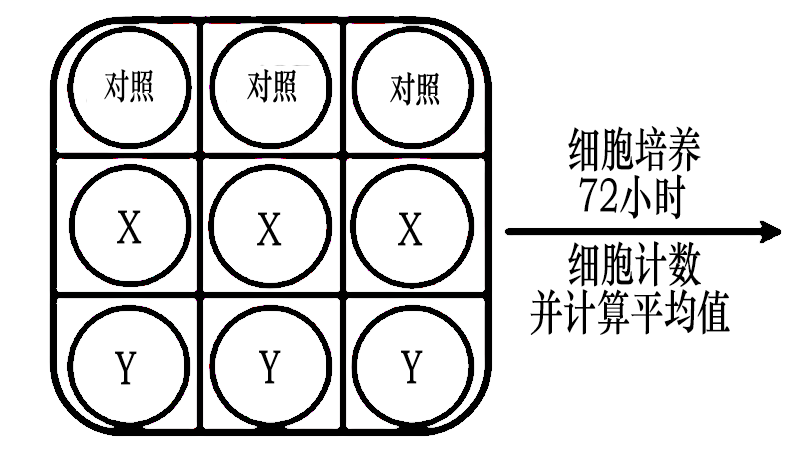 对照 对照 对照
X X X
Y Y Y
细胞培养
72小时
细胞计数
并计算平均值